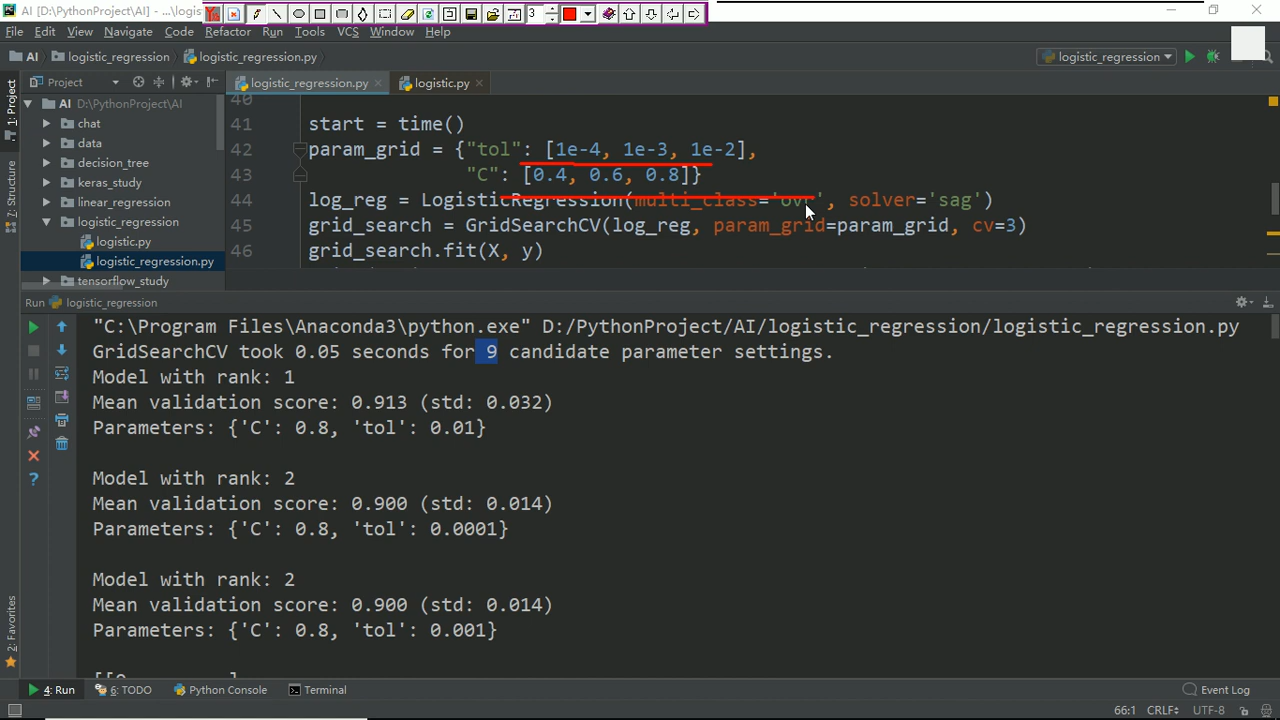 AI [D:\PythonProject\AI] - ...\logist
3
File Edit View Navigate Code Refactor Run Tools VCS Window Help
AI logistic_regression logistic_regression.py logistic_regression
Project logistic_regression.py logistic.py
1: Project
AI D:\PythonProject\AI
chat
data
decision_tree
keras_study
linear_regression
logistic_regression
logistic.py
logistic_regression.py
tensorflow_study
Z: Structure
40
41 start = time()
42 param_grid = {"tol": [1e-4, 1e-3, 1e-2],
43 "C": [0.4, 0.6, 0.8]}
44 log_reg = LogisticRegression(multi_class='ovr', solver='sag')
45 grid_search = GridSearchCV(log_reg, param_grid=param_grid, cv=3)
46 grid_search.fit(X, y)
Run logistic_regression
"C:\Program Files\Anaconda3\python.exe" D:/PythonProject/AI/logistic_regression/logistic_regression.py
GridSearchCV took 0.05 seconds for 9 candidate parameter settings.
Model with rank: 1
Mean validation score: 0.913 (std: 0.032)
Parameters: {'C': 0.8, 'tol': 0.01}
Model with rank: 2
Mean validation score: 0.900 (std: 0.014)
Parameters: {'C': 0.8, 'tol': 0.0001}
Model with rank: 2
Mean validation score: 0.900 (std: 0.014)
Parameters: {'C': 0.8, 'tol': 0.001}
2: Favorites
4: Run 6: TODO Python Console Terminal Event Log
66:1 CRLF÷ UTF-8